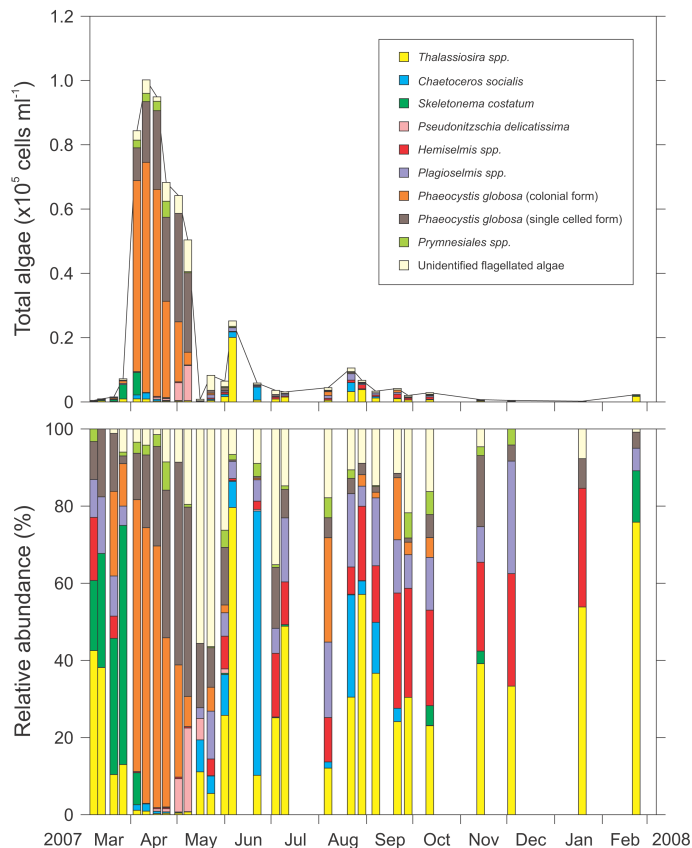 1.2
1.0
0.8
0.6
0.4
0.2
0
Total algae (x10⁵ cells ml⁻¹)
Thalassiosira spp.
Chaetoceros socialis
Skeletonema costatum
Pseudonitzschia delicatissima
Hemiselmis spp.
Plagioselmis spp.
Phaeocystis globosa (colonial form)
Phaeocystis globosa (single celled form)
Prymnesiales spp.
Unidentified flagellated algae
100
80
60
40
20
0
Relative abundance (%)
2007 Mar Apr May Jun Jul Aug Sep Oct Nov Dec Jan Feb 2008